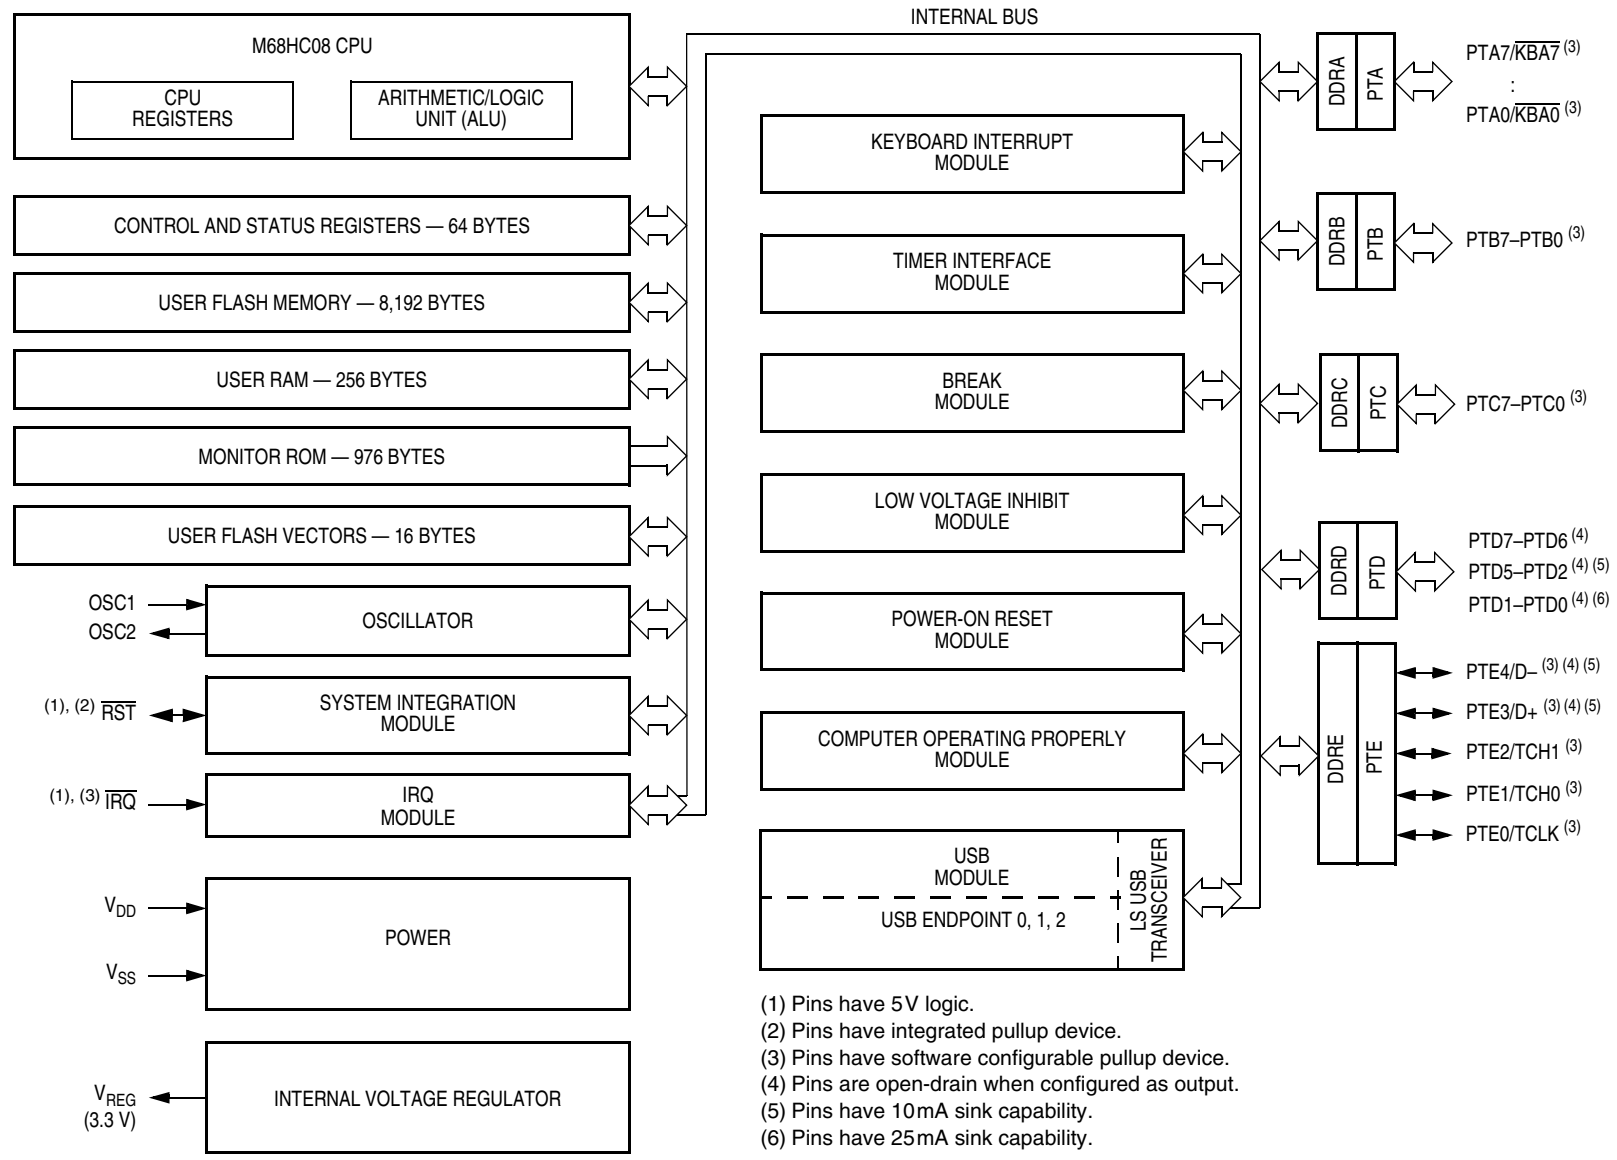 INTERNAL BUS
M68HC08 CPU
CPU
REGISTERS
ARITHMETIC/LOGIC
UNIT (ALU)
CONTROL AND STATUS REGISTERS — 64 BYTES
USER FLASH MEMORY — 8,192 BYTES
USER RAM — 256 BYTES
MONITOR ROM — 976 BYTES
USER FLASH VECTORS — 16 BYTES
OSC1
OSC2
OSCILLATOR
(1), (2) RST
SYSTEM INTEGRATION
MODULE
(1), (3) IRQ
IRQ
MODULE
VDD
VSS
POWER
VREG
(3.3 V)
INTERNAL VOLTAGE REGULATOR
KEYBOARD INTERRUPT
MODULE
TIMER INTERFACE
MODULE
BREAK
MODULE
LOW VOLTAGE INHIBIT
MODULE
POWER-ON RESET
MODULE
COMPUTER OPERATING PROPERLY
MODULE
USB
MODULE
USB ENDPOINT 0, 1, 2
LS USB
TRANSCEIVER
DDRA
PTA
PTA7/KBA7 (3)
:
PTA0/KBA0 (3)
DDRB
PTB
PTB7–PTB0 (3)
DDRC
PTC
PTC7–PTC0 (3)
DDRD
PTD
PTD7–PTD6 (4)
PTD5–PTD2 (4) (5)
PTD1–PTD0 (4) (6)
DDRE
PTE
PTE4/D– (3) (4) (5)
PTE3/D+ (3) (4) (5)
PTE2/TCH1 (3)
PTE1/TCH0 (3)
PTE0/TCLK (3)
(1) Pins have 5V logic.
(2) Pins have integrated pullup device.
(3) Pins have software configurable pullup device.
(4) Pins are open-drain when configured as output.
(5) Pins have 10mA sink capability.
(6) Pins have 25mA sink capability.